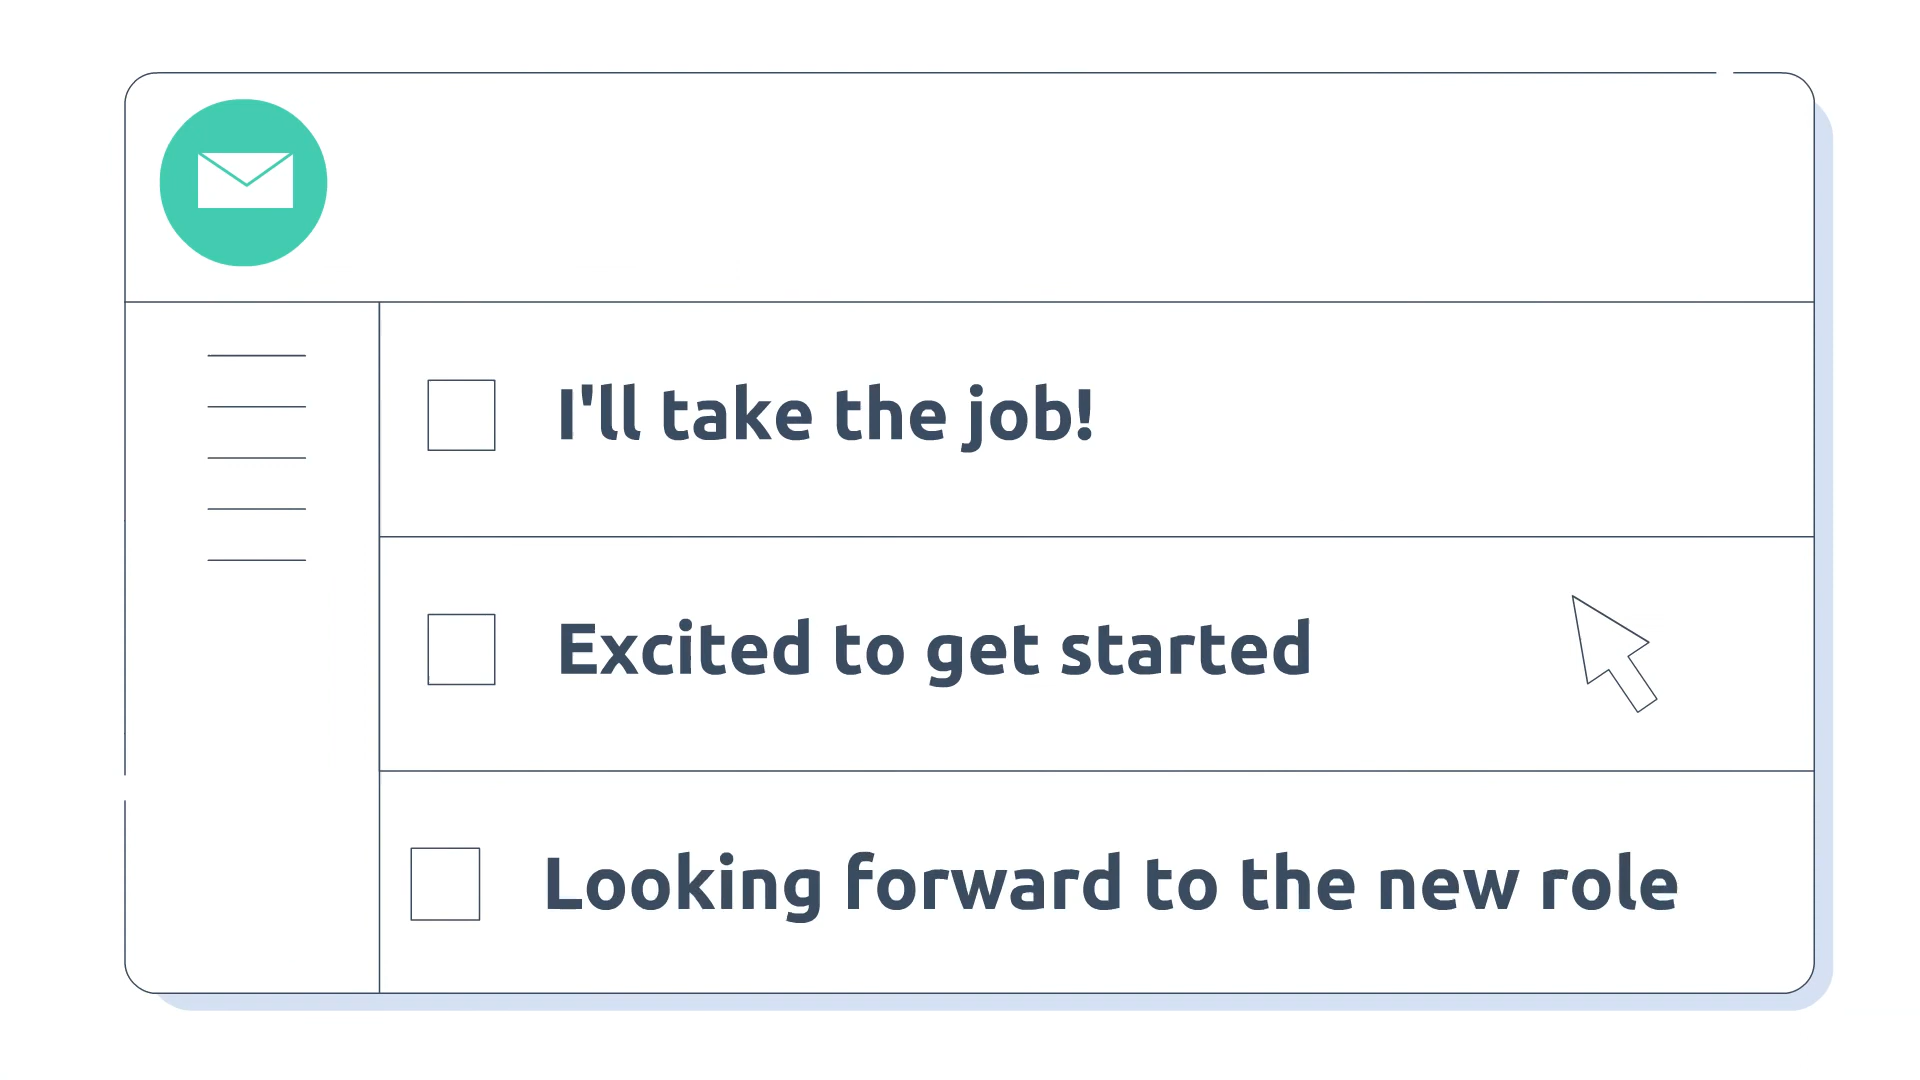 I'll take the job!
Excited to get started
Looking forward to the new role